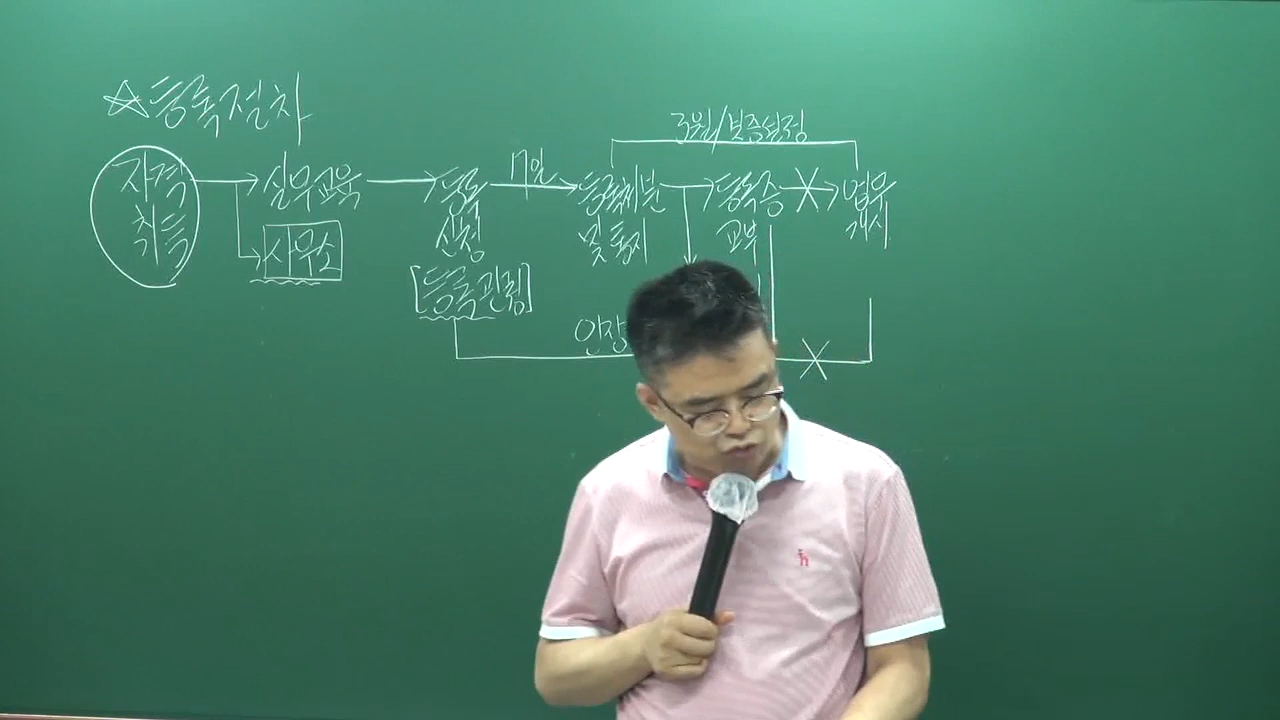 ☆등록절차
3월/보증설정
자격
취득
실무교육
사무소
등록
신청
[등록관청]
7일
등록처분
및 통지
등록증
교부
업무
개시
인장
h